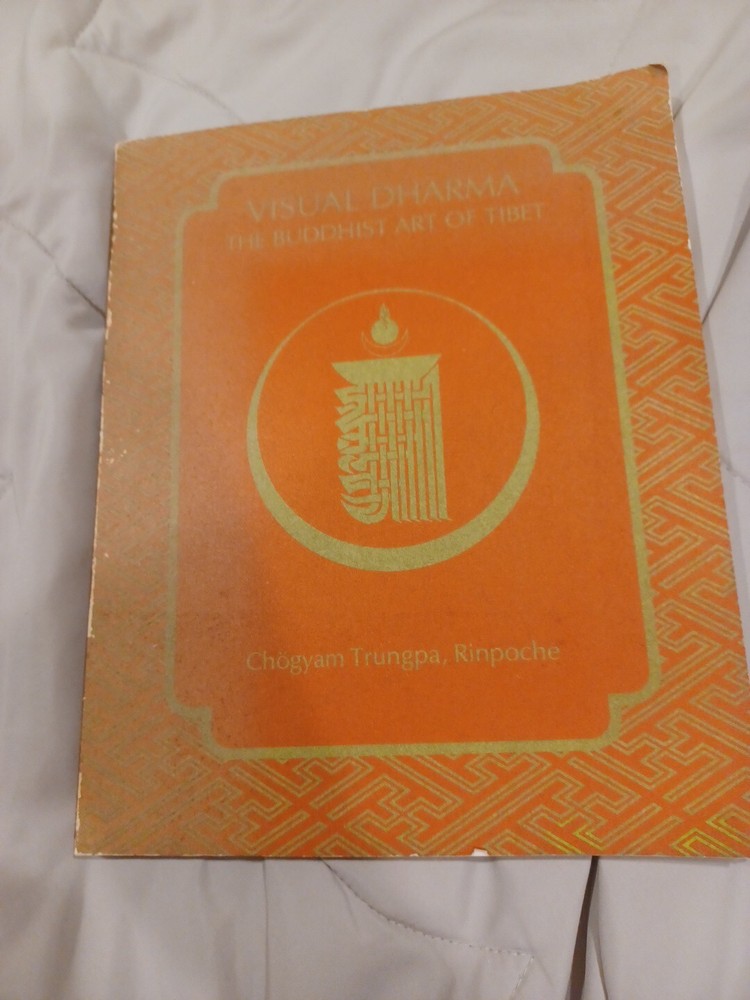 VISUAL DHARMA
THE BUDDHIST ART OF TIBET
Chögyam Trungpa, Rinpoche